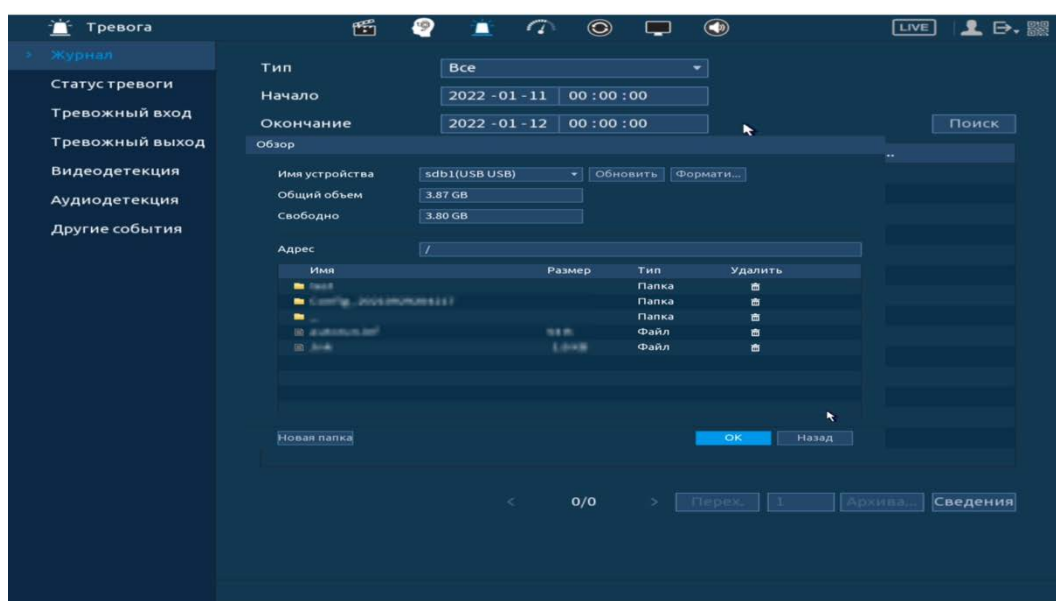 Тревога LIVE
Журнал
Статус тревоги
Тревожный вход
Тревожный выход
Видеодетекция
Аудиодетекция
Другие события
Тип Все
Начало 2022 -01 -11 00 : 00 : 00
Окончание 2022 -01 -12 00 : 00 : 00 Поиск
Обзор ..
Имя устройства sdb1(USB USB) Обновить Формати...
Общий объем 3.87 GB
Свободно 3.80 GB
Адрес /
Имя Размер Тип Удалить
Папка
Папка
Папка
Файл
Файл
Новая папка ОК Назад
< 0/0 > Перех.. 1 Архива... Сведения